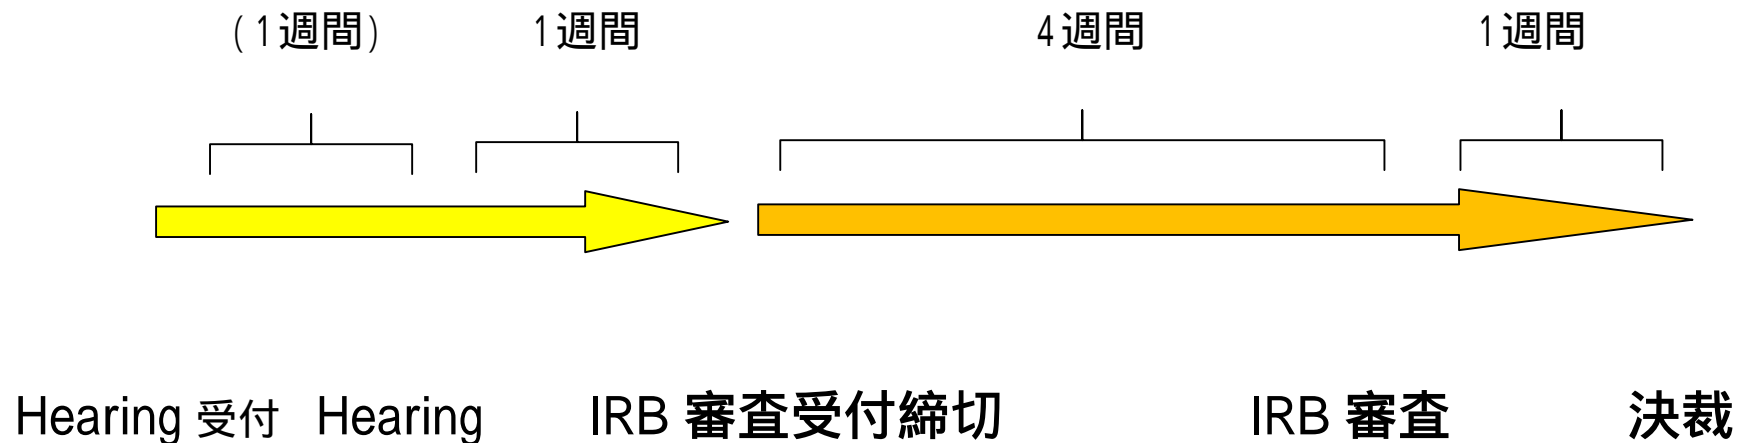 (1週間) 1週間 4週間 1週間
Hearing 受付 Hearing IRB 審査受付締切 IRB 審査 決裁